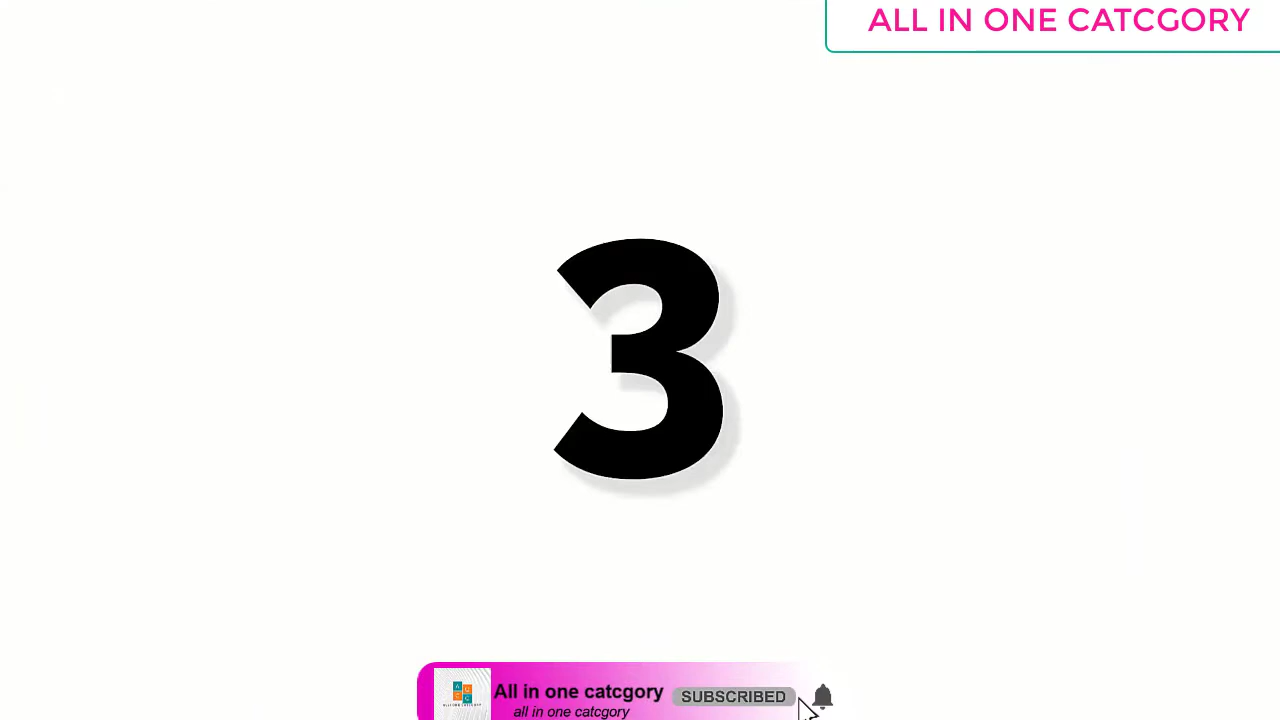 ALL IN ONE CATCGORY
3
All in one catcgory
SUBSCRIBED
all in one catcgory